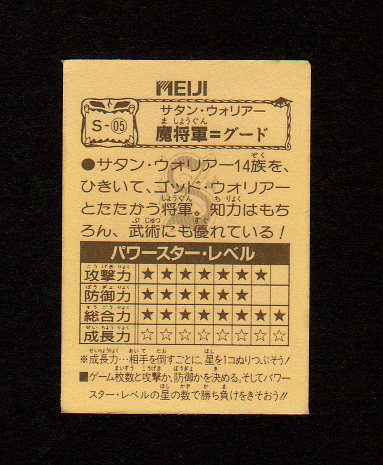 MEIJI
S-05
サタン・ウォリアー
魔将軍=グード
●サタン・ウォリアー14族を、
ひきいて、ゴッド・ウォリアー
とたたかう将軍。知力はもち
ろん、武術にも優れている!
パワースター・レベル
攻撃力 ★★★★★★★
防御力 ★★★★★★
総合力 ★★★★★★★★
成長力 ☆☆☆☆☆☆☆☆
※成長力…相手を倒すごとに、星を1コぬりつぶそう!
■ゲーム枚数と攻撃か、防御かを決める。そしてパワー
スター・レベルの星の数で勝ち負けをきそおう!!